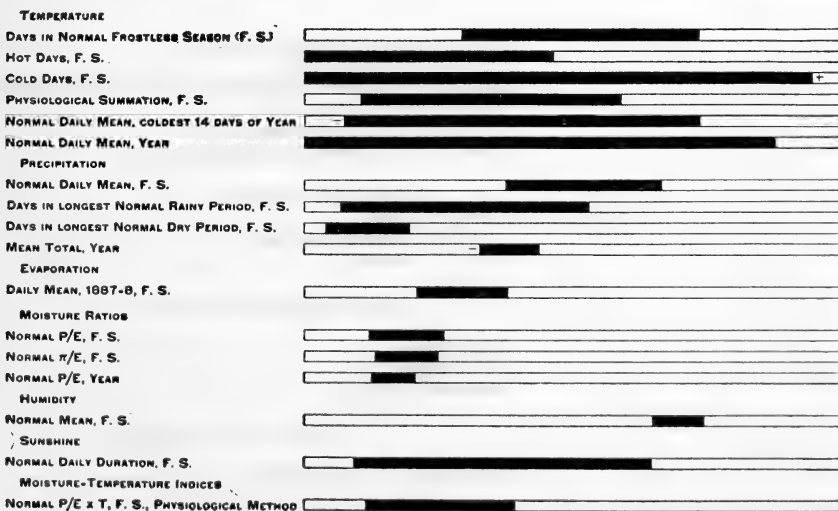 TEMPERATURE
DAYS IN NORMAL FROSTLESS SEASON (F. S.)
HOT DAYS, F. S.
COLD DAYS, F. S. +
PHYSIOLOGICAL SUMMATION, F. S.
NORMAL DAILY MEAN, COLDEST 14 DAYS OF YEAR –
NORMAL DAILY MEAN, YEAR
PRECIPITATION
NORMAL DAILY MEAN, F. S.
DAYS IN LONGEST NORMAL RAINY PERIOD, F. S.
DAYS IN LONGEST NORMAL DRY PERIOD, F. S.
MEAN TOTAL, YEAR –
EVAPORATION
DAILY MEAN, 1887-8, F. S.
MOISTURE RATIOS
NORMAL P/E, F. S.
NORMAL π/E, F. S.
NORMAL P/E, YEAR
HUMIDITY
NORMAL MEAN, F. S.
SUNSHINE
NORMAL DAILY DURATION, F. S.
MOISTURE-TEMPERATURE INDICES
NORMAL P/E x T, F. S., PHYSIOLOGICAL METHOD